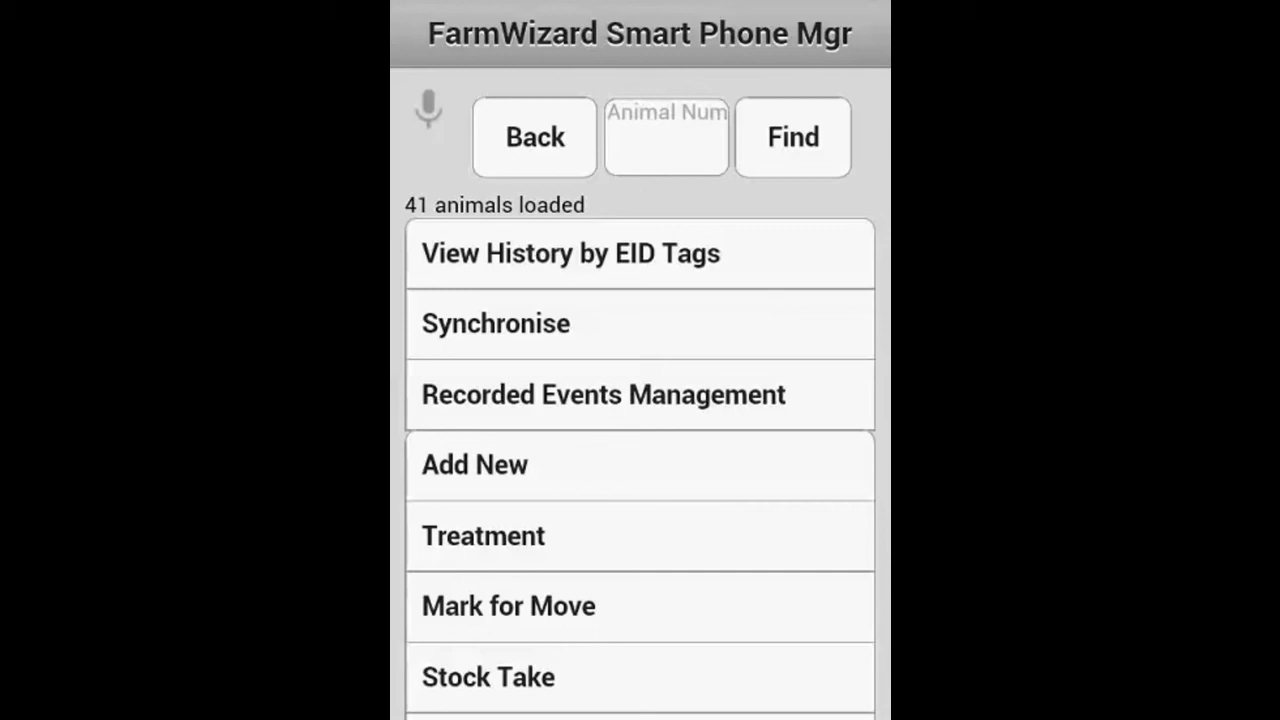 FarmWizard Smart Phone Mgr
Back
Animal Num
Find
41 animals loaded
View History by EID Tags
Synchronise
Recorded Events Management
Add New
Treatment
Mark for Move
Stock Take